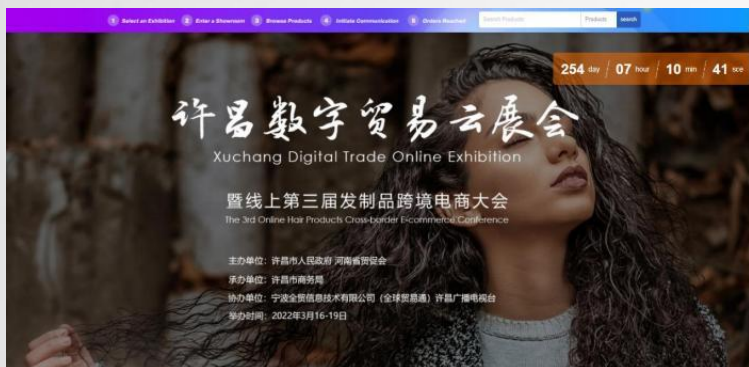 1 Select an Exhibition 2 Enter a Showroom 3 Browse Products 4 Initiate Communication 5 Orders Reached Search Products Products search
254 day / 07 hour / 10 min / 41 sce
许昌数字贸易云展会
Xuchang Digital Trade Online Exhibition
暨线上第三届发制品跨境电商大会
The 3rd Online Hair Products Cross-border E-commerce Conference
主办单位：许昌市人民政府 河南省贸促会
承办单位：许昌市商务局
协办单位：宁波全贸信息技术有限公司（全球贸易通）许昌广播电视台
举办时间：2022年3月16-19日